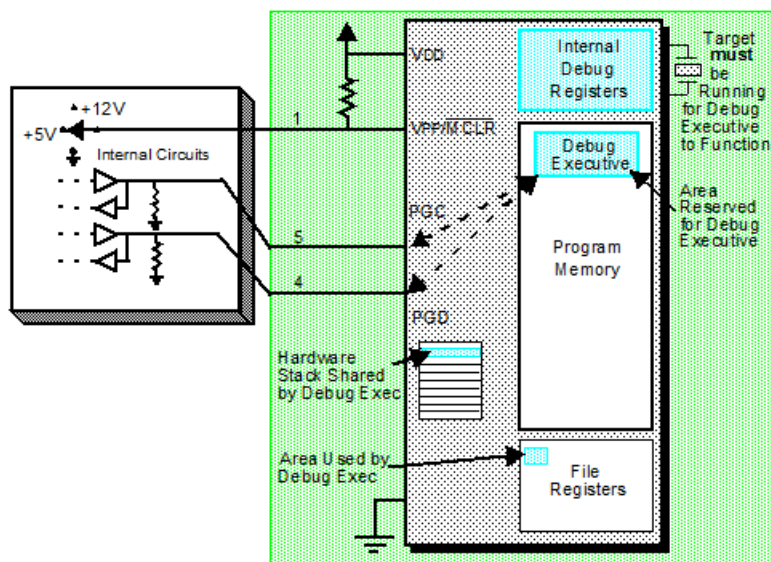 +12V
+5V
Internal Circuits
1
5
4
VDD
VPP/MCLR
PGC
PGD
Internal
Debug
Registers
Debug
Executive
Program
Memory
File
Registers
Target
must
be
Running
for Debug
Executive
to Function
Area
Reserved
for Debug
Executive
Hardware
Stack Shared
by Debug Exec
Area Used by
Debug Exec